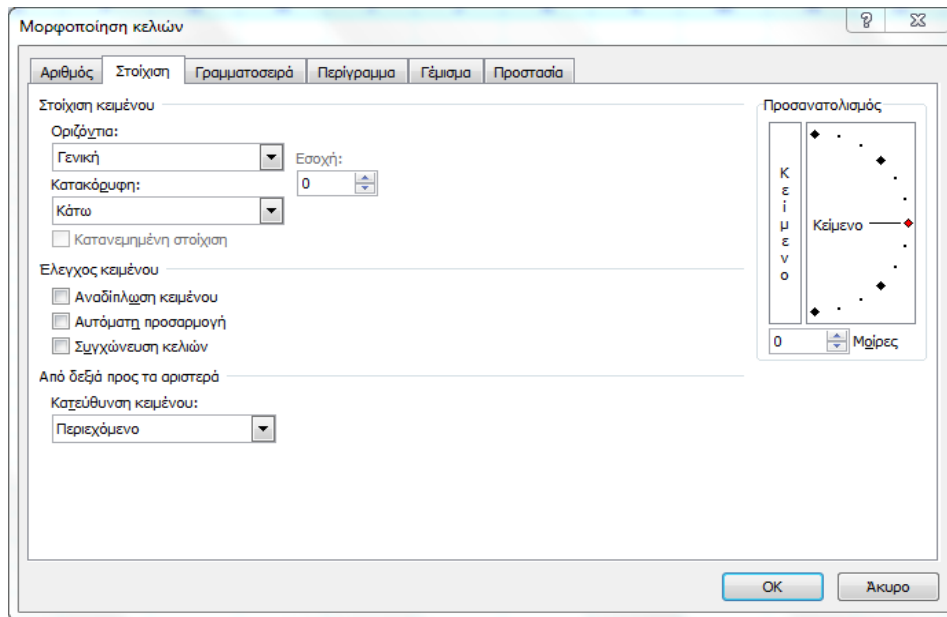 Μορφοποίηση κελιών
Αριθμός Στοίχιση Γραμματοσειρά Περίγραμμα Γέμισμα Προστασία
Στοίχιση κειμένου
Οριζόντια:
Γενική
Εσοχή:
0
Κατακόρυφη:
Κάτω
Κατανεμημένη στοίχιση
Έλεγχος κειμένου
Αναδίπλωση κειμένου
Αυτόματη προσαρμογή
Συγχώνευση κελιών
Από δεξιά προς τα αριστερά
Κατεύθυνση κειμένου:
Περιεχόμενο
Προσανατολισμός
Κείμενο
Κείμενο
0 Μοίρες
OK Άκυρο